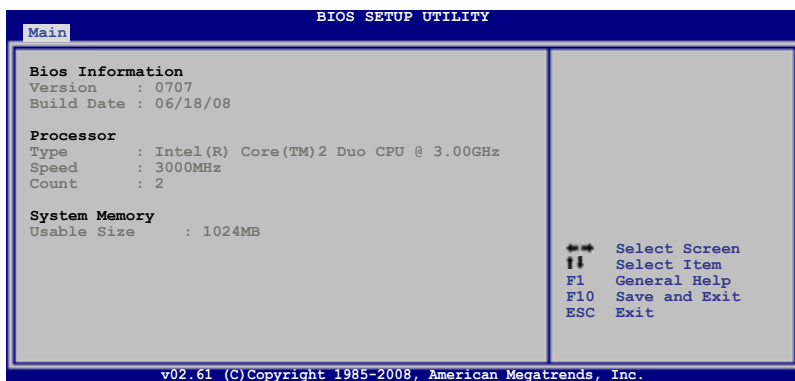 BIOS SETUP UTILITY
Main
Bios Information
Version : 0707
Build Date : 06/18/08
Processor
Type : Intel(R) Core(TM)2 Duo CPU @ 3.00GHz
Speed : 3000MHz
Count : 2
System Memory
Usable Size : 1024MB
←→ Select Screen
↑↓ Select Item
F1 General Help
F10 Save and Exit
ESC Exit
v02.61 (C)Copyright 1985-2008, American Megatrends, Inc.